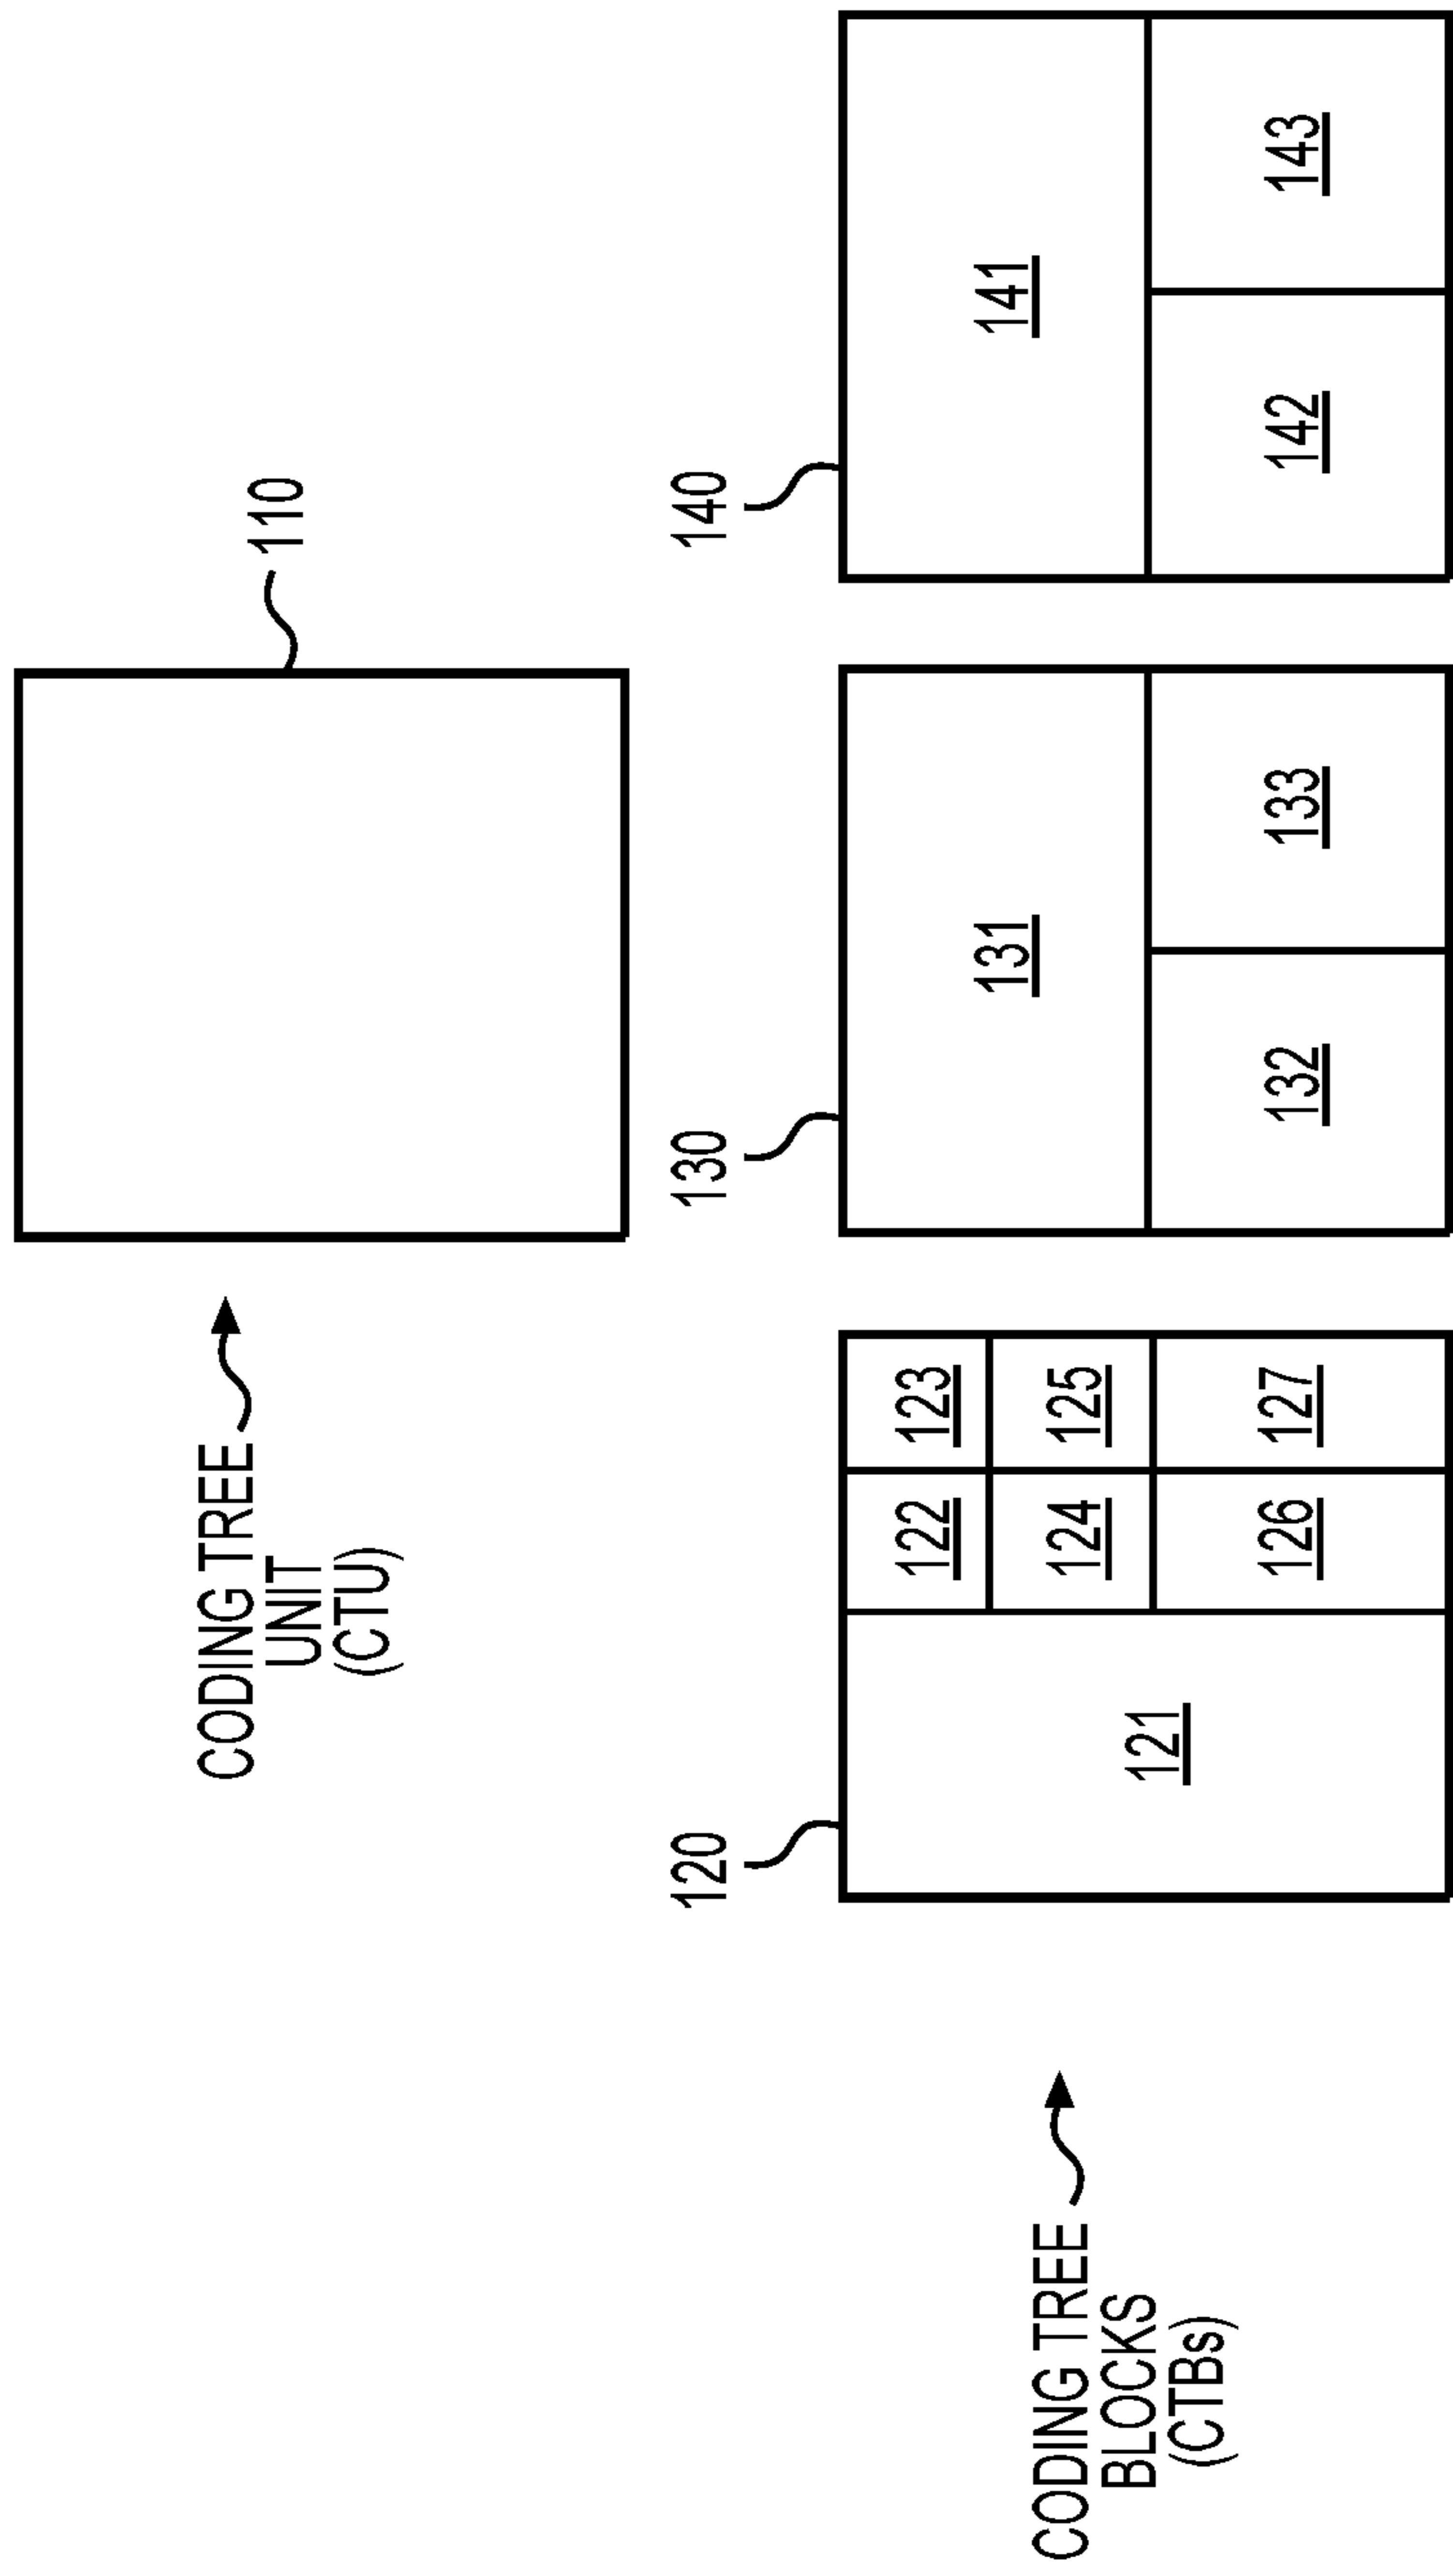 CODING TREE
UNIT
(CTU)
110
CODING TREE
BLOCKS
(CTBs)
120
121
122
123
124
125
126
127
130
131
132
133
140
141
142
143